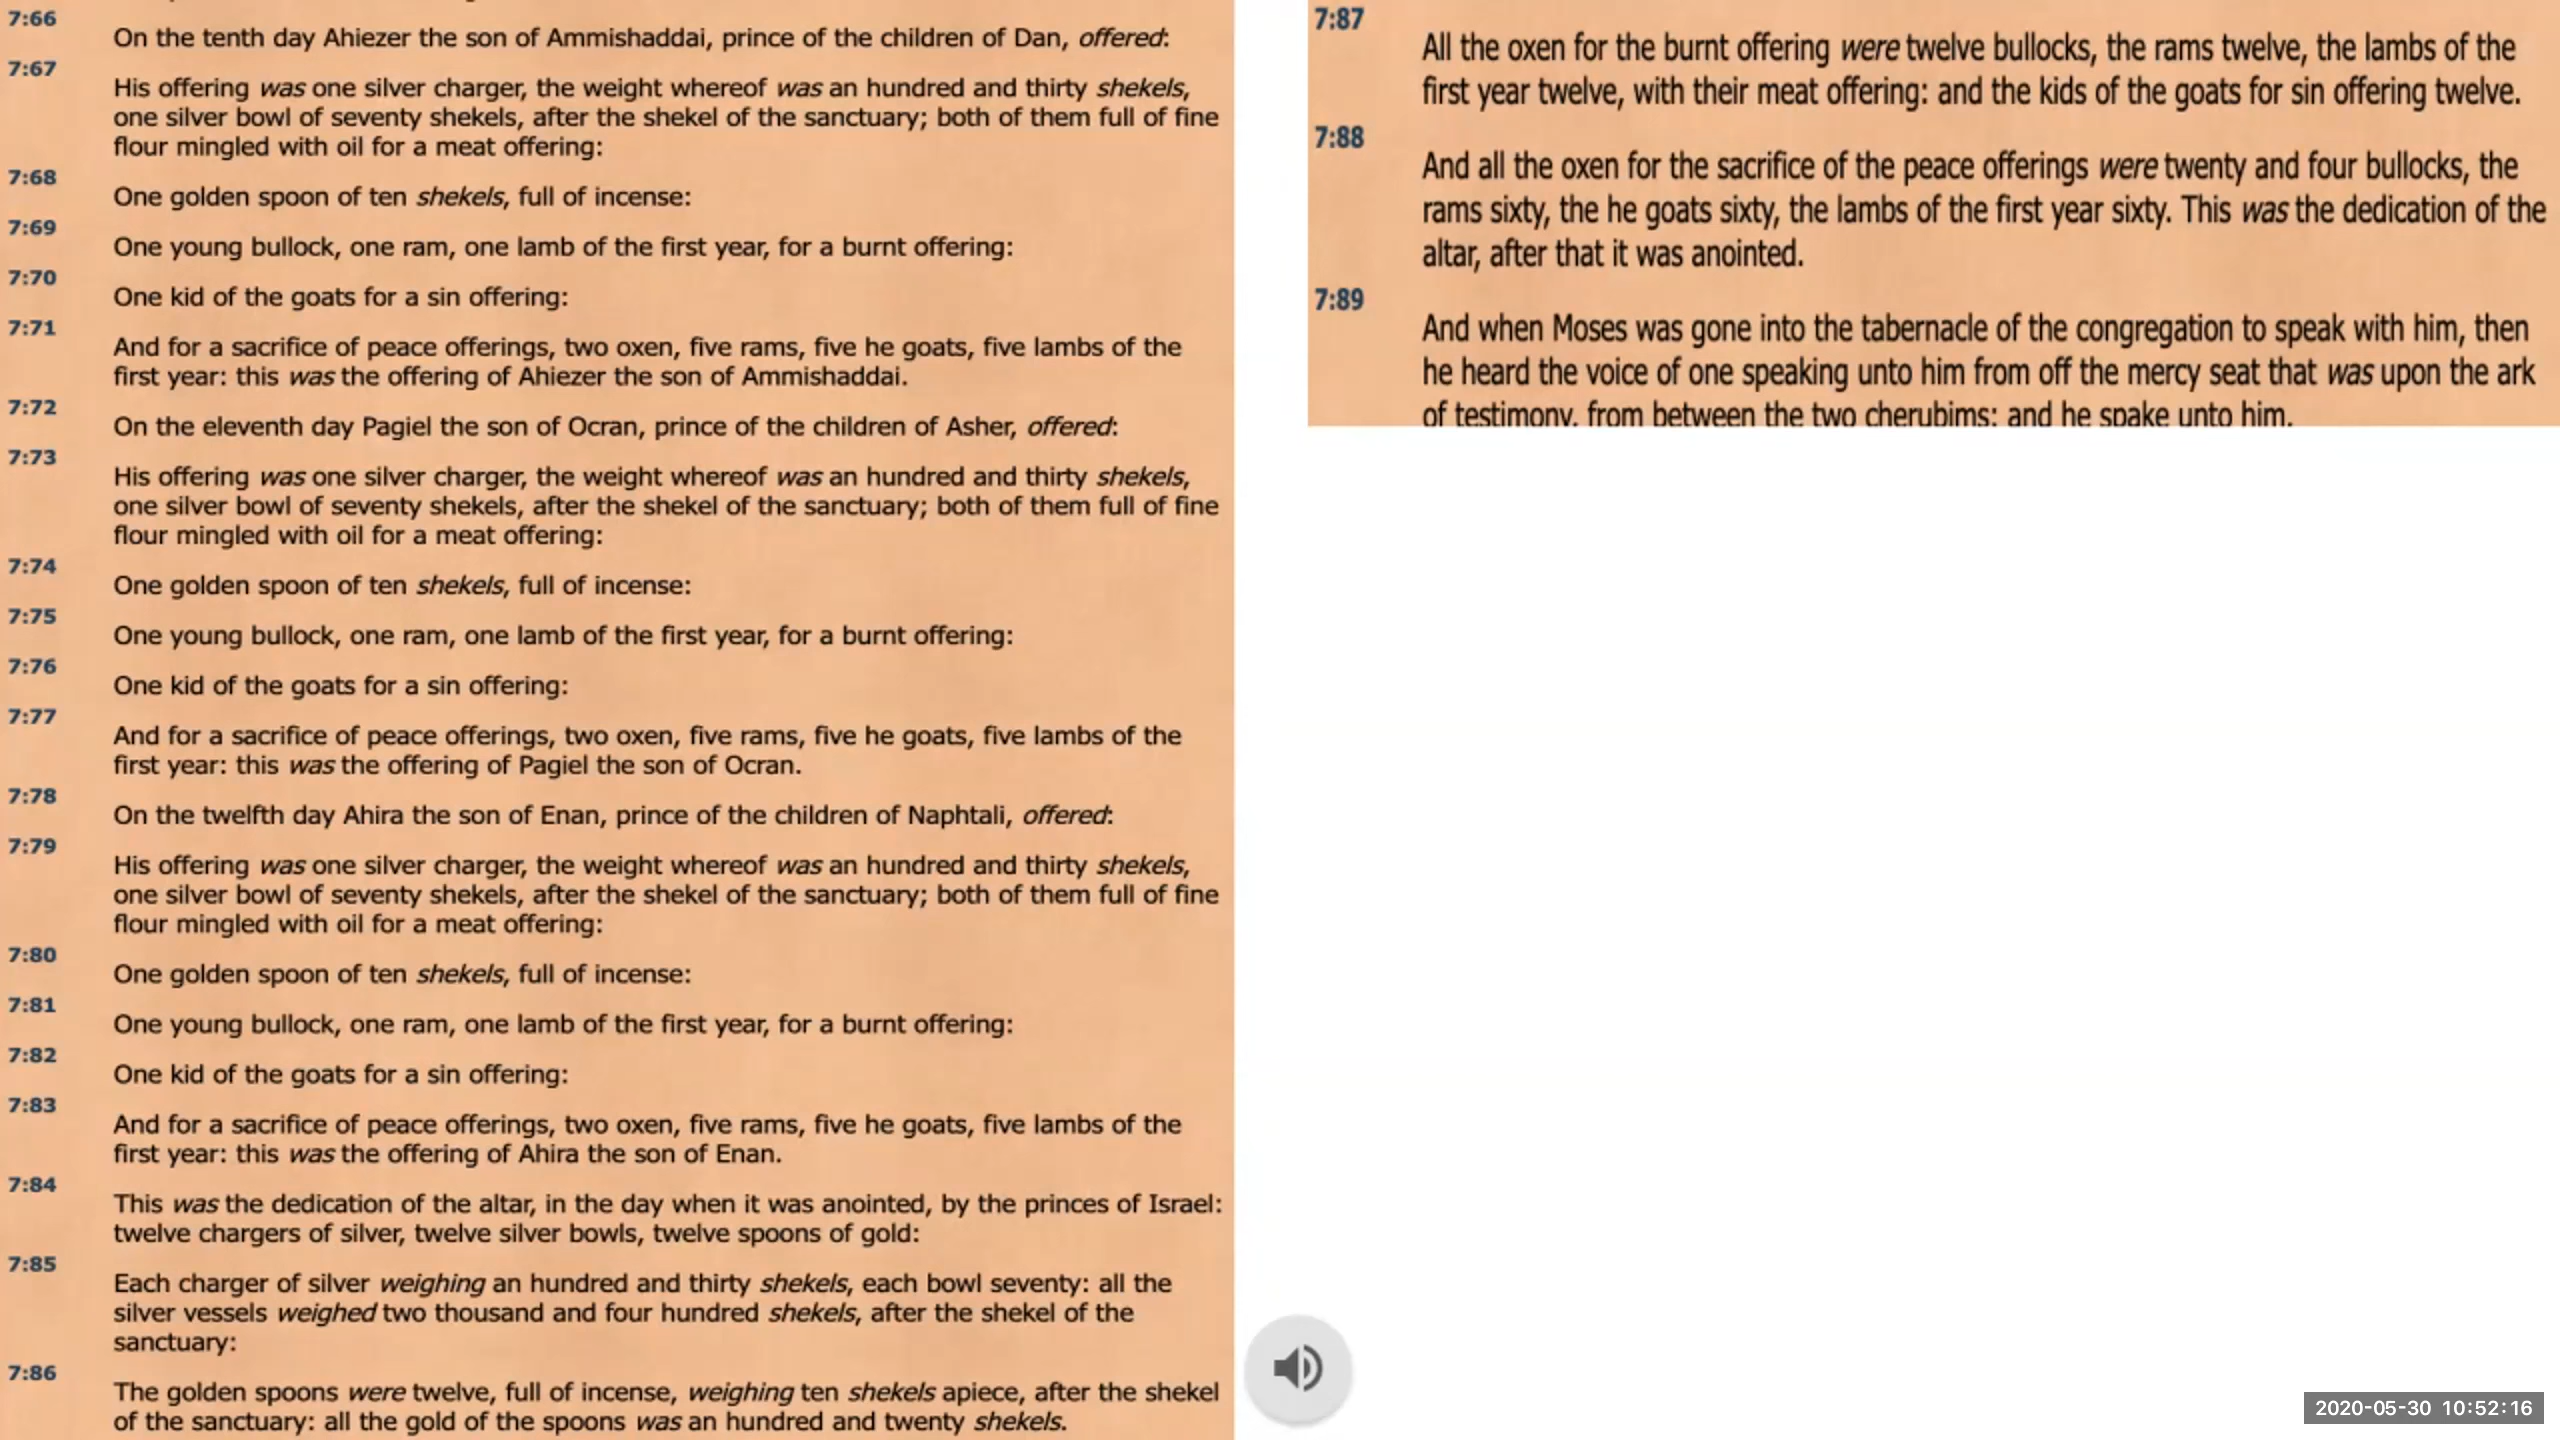 7:66
On the tenth day Ahiezer the son of Ammishaddai, prince of the children of Dan, offered:
7:67
His offering was one silver charger, the weight whereof was an hundred and thirty shekels,
one silver bowl of seventy shekels, after the shekel of the sanctuary; both of them full of fine
flour mingled with oil for a meat offering:
7:68
One golden spoon of ten shekels, full of incense:
7:69
One young bullock, one ram, one lamb of the first year, for a burnt offering:
7:70
One kid of the goats for a sin offering:
7:71
And for a sacrifice of peace offerings, two oxen, five rams, five he goats, five lambs of the
first year: this was the offering of Ahiezer the son of Ammishaddai.
7:72
On the eleventh day Pagiel the son of Ocran, prince of the children of Asher, offered:
7:73
His offering was one silver charger, the weight whereof was an hundred and thirty shekels,
one silver bowl of seventy shekels, after the shekel of the sanctuary; both of them full of fine
flour mingled with oil for a meat offering:
7:74
One golden spoon of ten shekels, full of incense:
7:75
One young bullock, one ram, one lamb of the first year, for a burnt offering:
7:76
One kid of the goats for a sin offering:
7:77
And for a sacrifice of peace offerings, two oxen, five rams, five he goats, five lambs of the
first year: this was the offering of Pagiel the son of Ocran.
7:78
On the twelfth day Ahira the son of Enan, prince of the children of Naphtali, offered:
7:79
His offering was one silver charger, the weight whereof was an hundred and thirty shekels,
one silver bowl of seventy shekels, after the shekel of the sanctuary; both of them full of fine
flour mingled with oil for a meat offering:
7:80
One golden spoon of ten shekels, full of incense:
7:81
One young bullock, one ram, one lamb of the first year, for a burnt offering:
7:82
One kid of the goats for a sin offering:
7:83
And for a sacrifice of peace offerings, two oxen, five rams, five he goats, five lambs of the
first year: this was the offering of Ahira the son of Enan.
7:84
This was the dedication of the altar, in the day when it was anointed, by the princes of Israel:
twelve chargers of silver, twelve silver bowls, twelve spoons of gold:
7:85
Each charger of silver weighing an hundred and thirty shekels, each bowl seventy: all the
silver vessels weighed two thousand and four hundred shekels, after the shekel of the
sanctuary:
7:86
The golden spoons were twelve, full of incense, weighing ten shekels apiece, after the shekel
of the sanctuary: all the gold of the spoons was an hundred and twenty shekels.
7:87
All the oxen for the burnt offering were twelve bullocks, the rams twelve, the lambs of the
first year twelve, with their meat offering: and the kids of the goats for sin offering twelve.
7:88
And all the oxen for the sacrifice of the peace offerings were twenty and four bullocks, the
rams sixty, the he goats sixty, the lambs of the first year sixty. This was the dedication of the
altar, after that it was anointed.
7:89
And when Moses was gone into the tabernacle of the congregation to speak with him, then
he heard the voice of one speaking unto him from off the mercy seat that was upon the ark
of testimony, from between the two cherubims: and he spake unto him.
2020-05-30 10:52:16